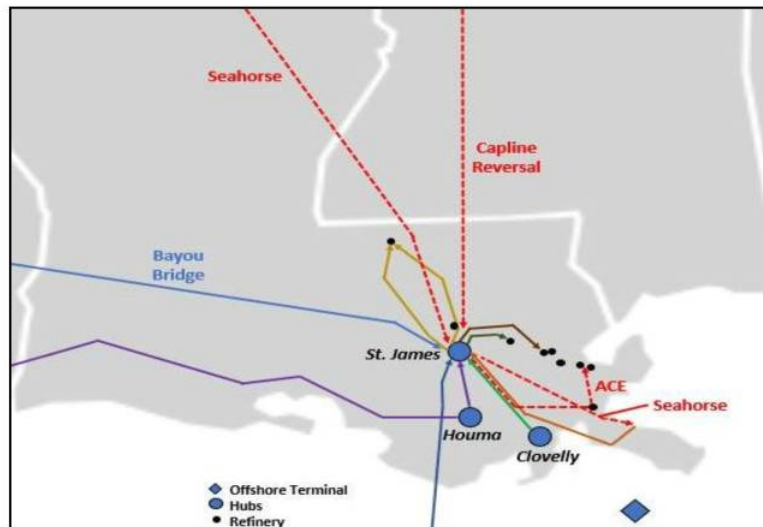 Seahorse
Capline
Reversal
Bayou
Bridge
St. James
ACE
Seahorse
Houma
Clovelly
Offshore Terminal
Hubs
Refinery